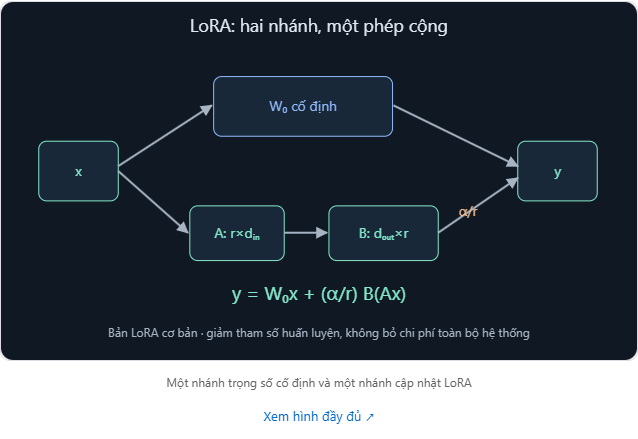 LoRA: hai nhánh, một phép cộng
W₀ cố định
x
y
A: r×dᵢₙ
B: dₒᵤₜ×r
α/r
y = W₀x + (α/r) B(Ax)
Bản LoRA cơ bản · giảm tham số huấn luyện, không bỏ chi phí toàn bộ hệ thống
Một nhánh trọng số cố định và một nhánh cập nhật LoRA
Xem hình đầy đủ ↗